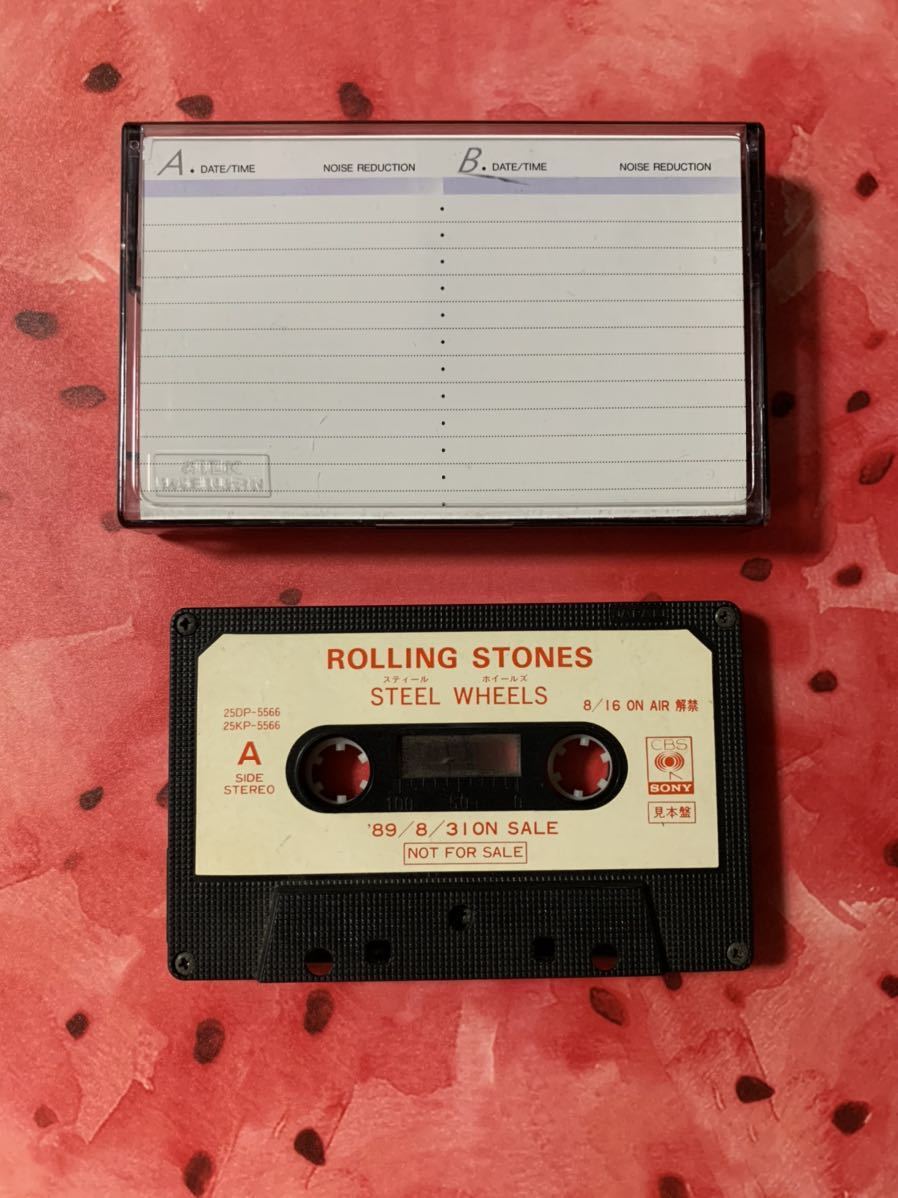 A. DATE/TIME NOISE REDUCTION B. DATE/TIME NOISE REDUCTION
ROLLING STONES
スティール ホイールズ
STEEL WHEELS
8/16 ON AIR 解禁
25DP-5566
25KP-5566
A
SIDE
STEREO
CBS
SONY
見本盤
100 50 0
'89/8/31 ON SALE
NOT FOR SALE